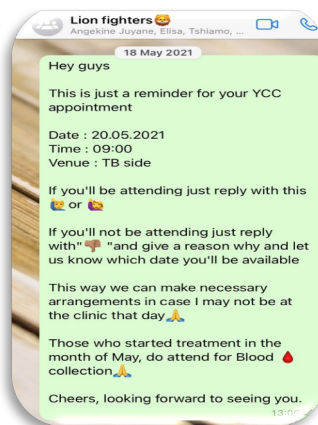 Lion fighters🦁
Angekine Juyane, Elisa, Tshiamo, ...
18 May 2021
Hey guys
This is just a reminder for your YCC
appointment
Date : 20.05.2021
Time : 09:00
Venue : TB side
If you'll be attending just reply with this
🙋‍♂️ or 🙋‍♀️
If you'll not be attending just reply
with"👎🏽 "and give a reason why and let
us know which date you'll be available
This way we can make necessary
arrangements in case I may not be at
the clinic that day🙏
Those who started treatment in the
month of May, do attend for Blood 🩸
collection🙏
Cheers, looking forward to seeing you.